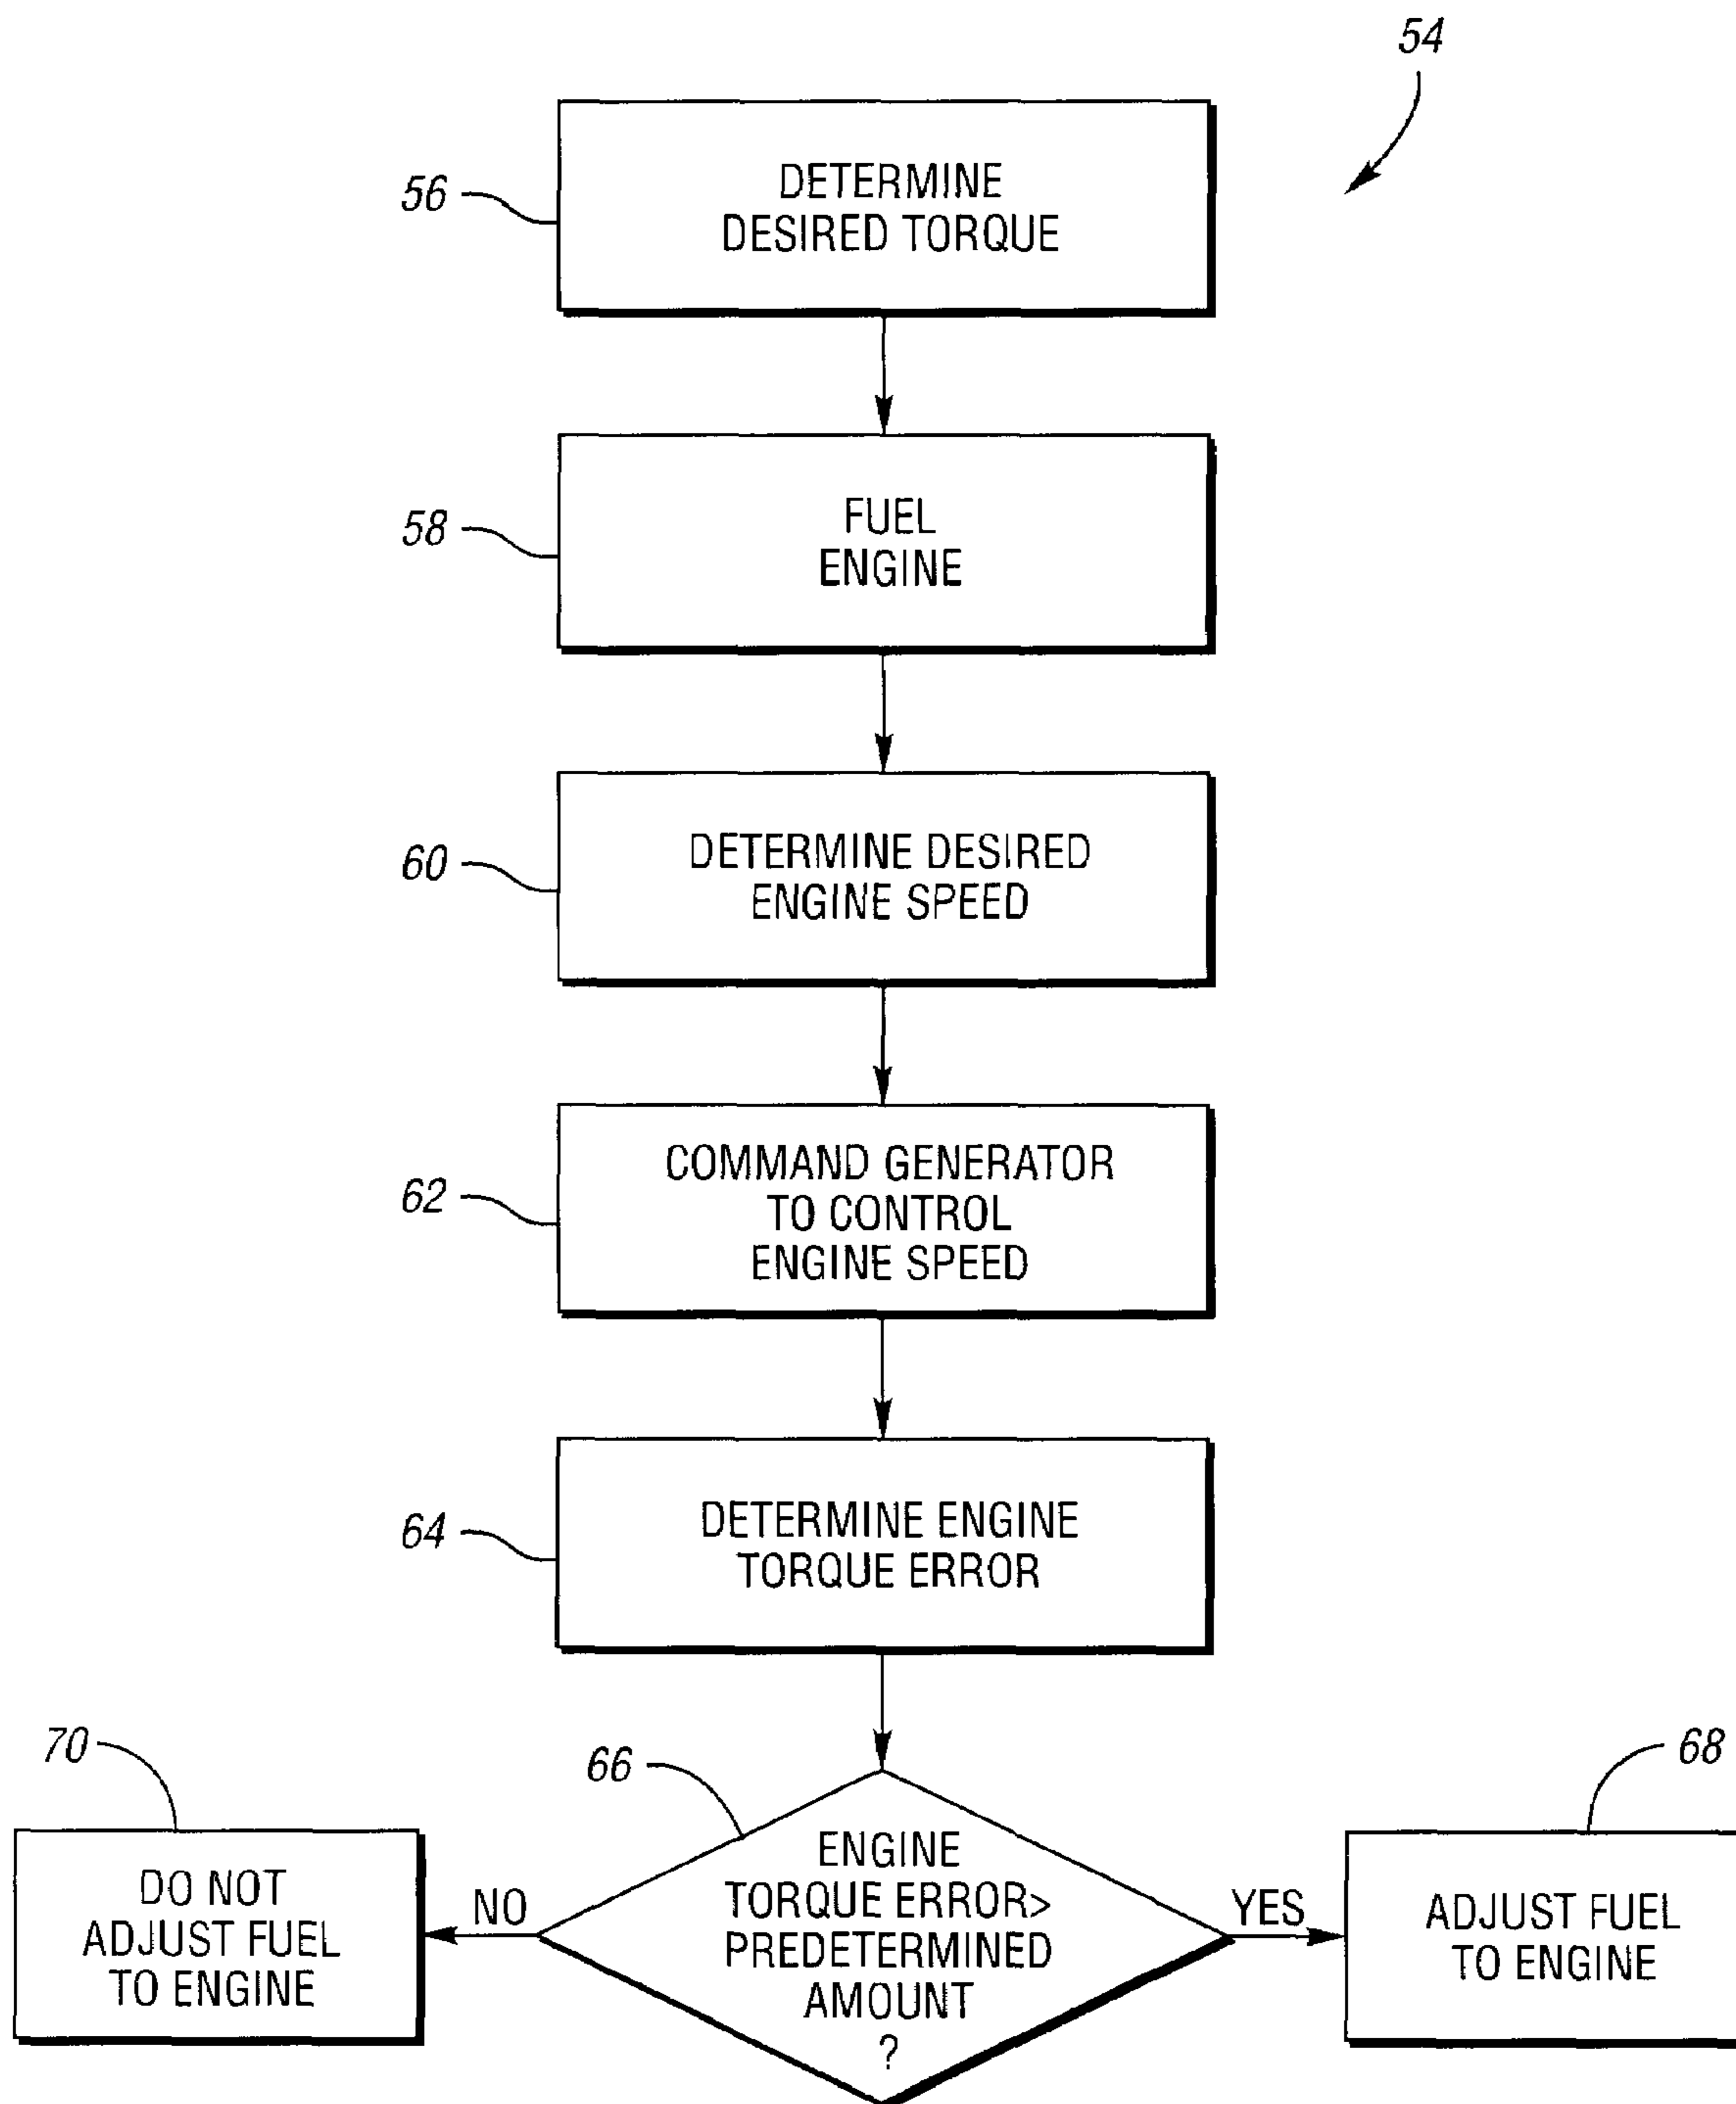 54
56
DETERMINE
DESIRED TORQUE
58
FUEL
ENGINE
60
DETERMINE DESIRED
ENGINE SPEED
62
COMMAND GENERATOR
TO CONTROL
ENGINE SPEED
64
DETERMINE ENGINE
TORQUE ERROR
70
66
68
DO NOT
ADJUST FUEL
TO ENGINE
NO
ENGINE
TORQUE ERROR>
PREDETERMINED
AMOUNT
?
YES
ADJUST FUEL
TO ENGINE